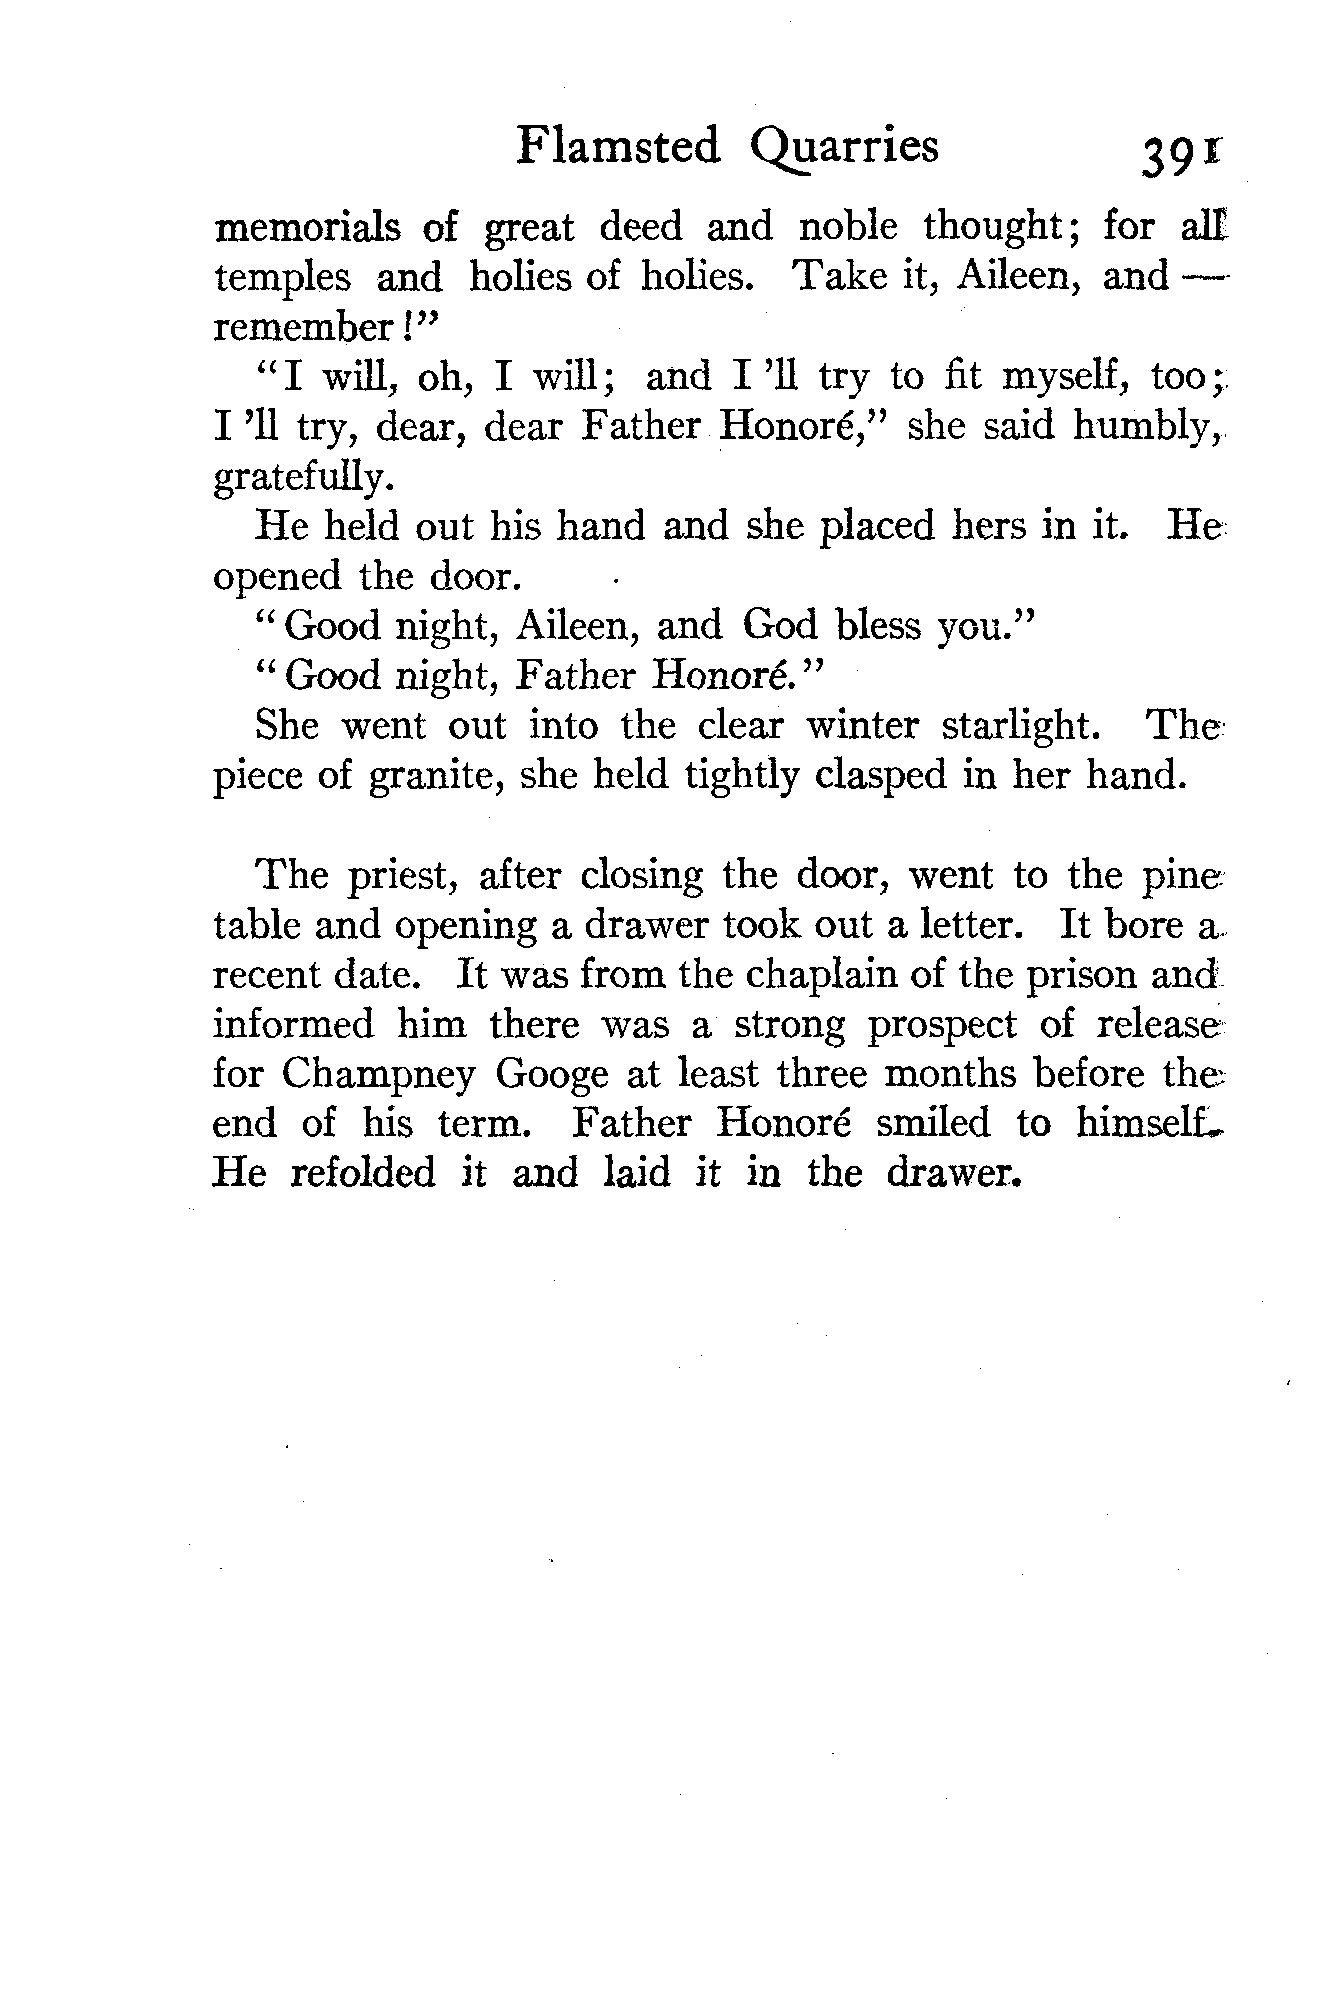 Flamsted Quarries 391
memorials of great deed and noble thought; for all
temples and holies of holies. Take it, Aileen, and —
remember!"
"I will, oh, I will; and I 'll try to fit myself, too;
I 'll try, dear, dear Father Honoré," she said humbly,
gratefully.
He held out his hand and she placed hers in it. He
opened the door.
"Good night, Aileen, and God bless you."
"Good night, Father Honoré."
She went out into the clear winter starlight. The
piece of granite, she held tightly clasped in her hand.
The priest, after closing the door, went to the pine
table and opening a drawer took out a letter. It bore a
recent date. It was from the chaplain of the prison and
informed him there was a strong prospect of release
for Champney Googe at least three months before the
end of his term. Father Honoré smiled to himself.
He refolded it and laid it in the drawer.